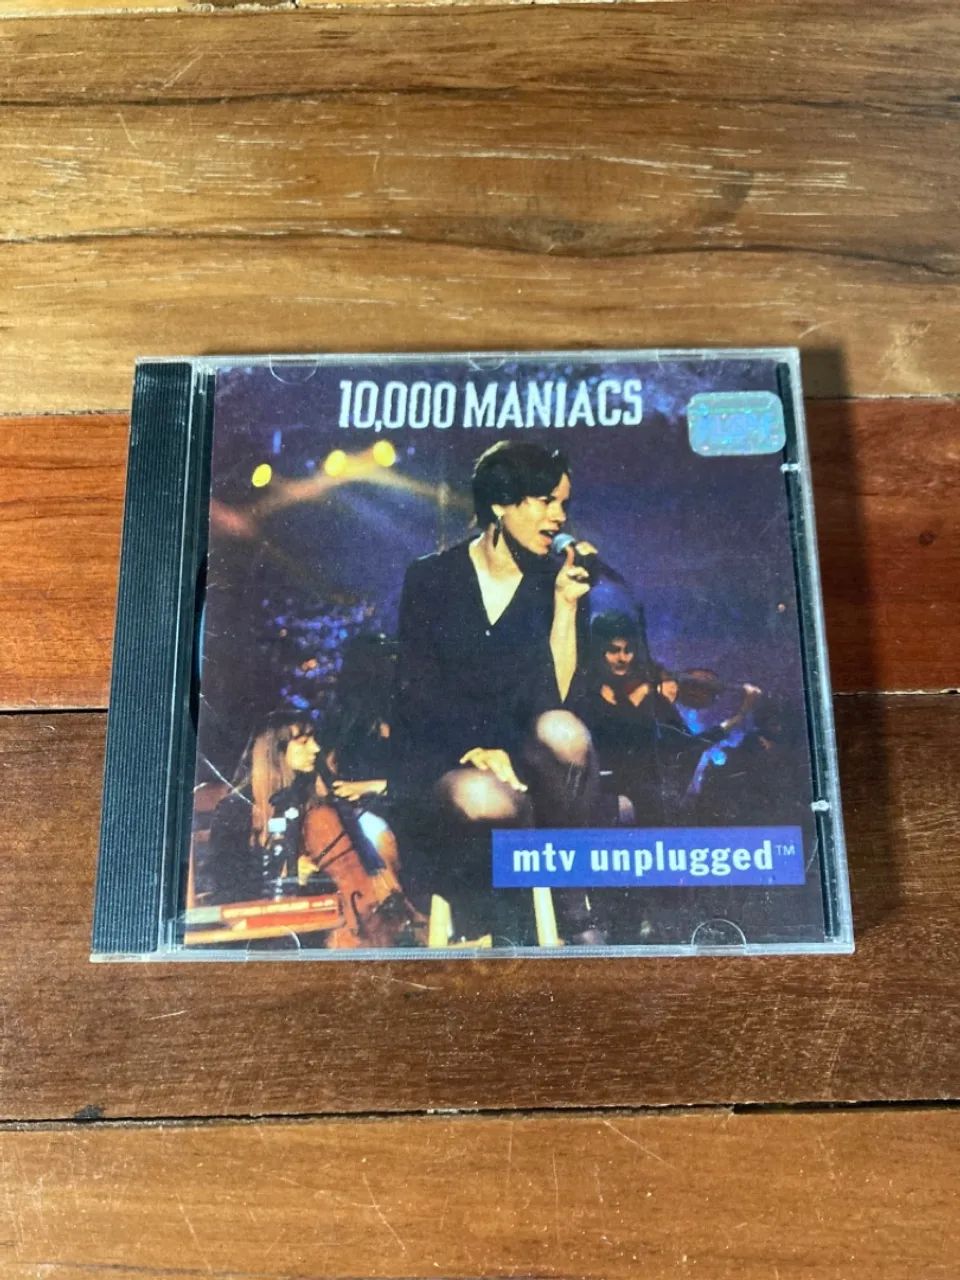 10,000 MANIACS
mtv unplugged™